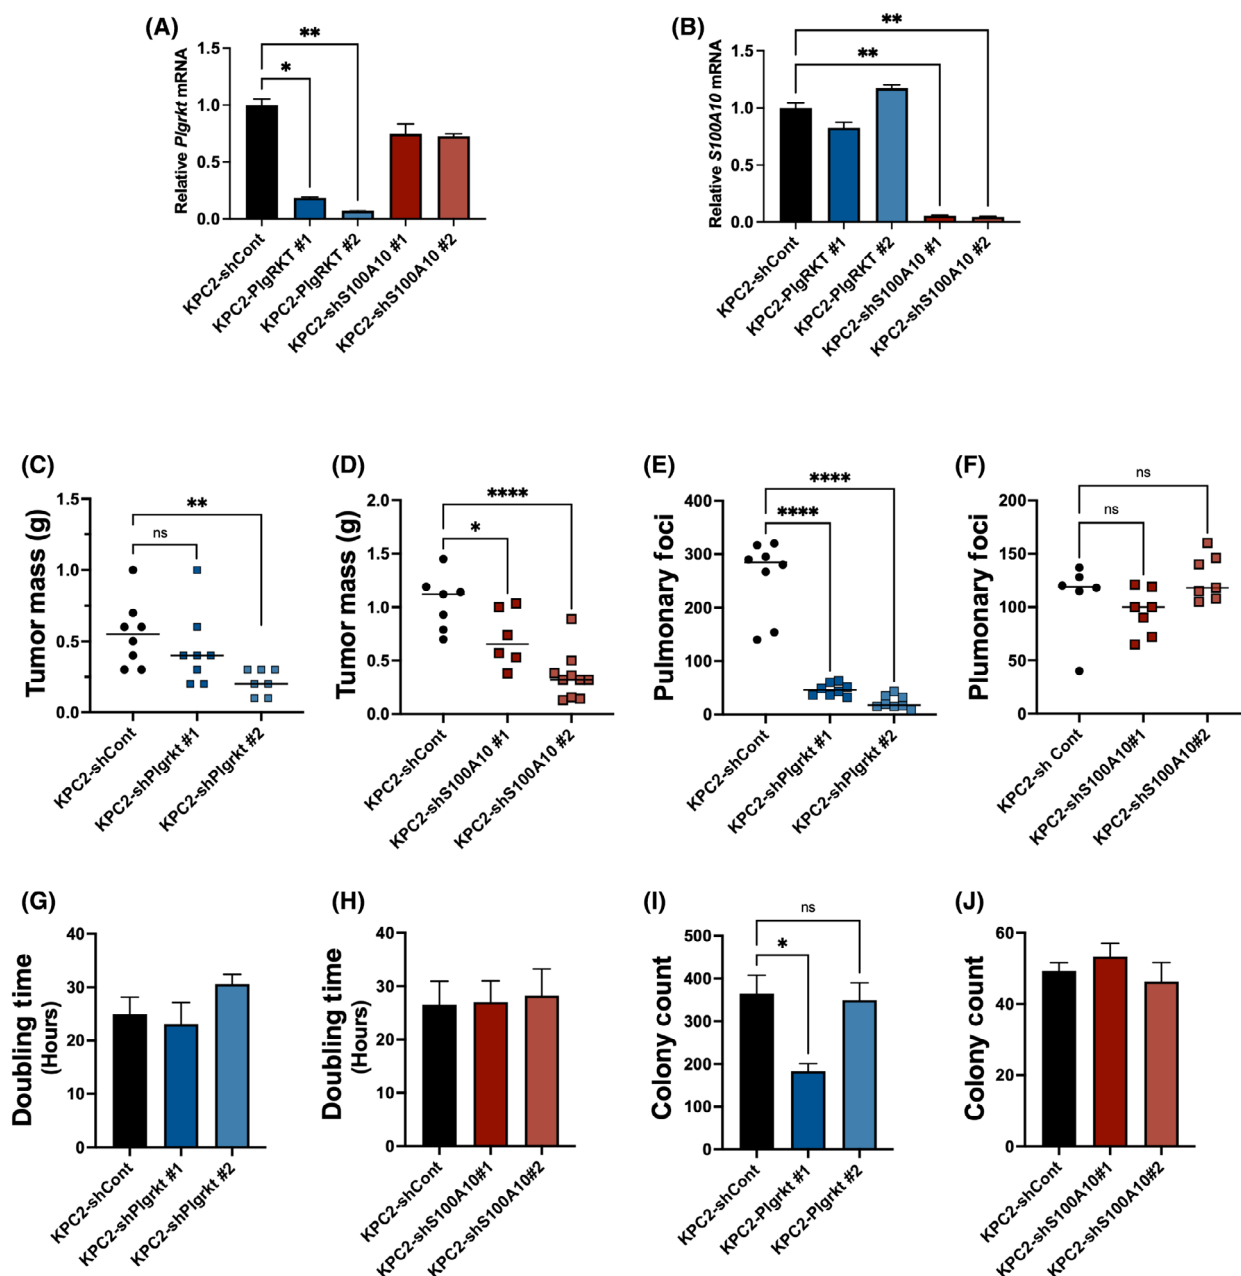 (A)
Relative Plgrkt mRNA
1.5
1.0
0.5
0.0
**
*
KPC2-shCont
KPC2-PlgRKT #1
KPC2-PlgRKT #2
KPC2-shS100A10 #1
KPC2-shS100A10 #2
(B)
Relative S100A10 mRNA
1.5
1.0
0.5
0.0
**
**
KPC2-shCont
KPC2-PlgRKT #1
KPC2-PlgRKT #2
KPC2-shS100A10 #1
KPC2-shS100A10 #2
(C)
Tumor mass (g)
1.5
1.0
0.5
0.0
**
ns
KPC2-shCont
KPC2-shPlgrkt #1
KPC2-shPlgrkt #2
(D)
Tumor mass (g)
2.0
1.5
1.0
0.5
0.0
****
*
KPC2-shCont
KPC2-shS100A10 #1
KPC2-shS100A10 #2
(E)
Pulmonary foci
400
300
200
100
0
****
****
KPC2-shCont
KPC2-shPlgrkt #1
KPC2-shPlgrkt #2
(F)
Plumonary foci
200
150
100
50
0
ns
ns
KPC2-sh Cont
KPC2-shS100A10#1
KPC2-shS100A10#2
(G)
Doubling time
(Hours)
40
30
20
10
0
KPC2-shCont
KPC2-shPlgrkt #1
KPC2-shPlgrkt #2
(H)
Doubling time
(Hours)
40
30
20
10
0
KPC2-shCont
KPC2-shS100A10#1
KPC2-shS100A10#2
(I)
Colony count
500
400
300
200
100
0
ns
*
KPC2-shCont
KPC2-Plgrkt #1
KPC2-Plgrkt #2
(J)
Colony count
60
40
20
0
KPC2-shCont
KPC2-shS100A10#1
KPC2-shS100A10#2